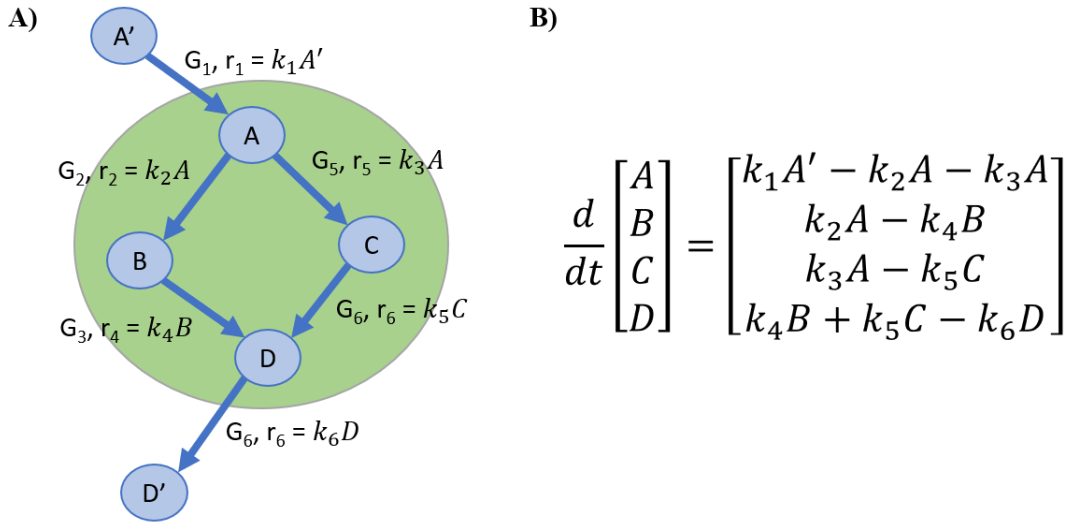 A)
A'
G₁, r₁ = k₁A′
A
G₂, r₂ = k₂A
G₅, r₅ = k₃A
B
C
G₃, r₄ = k₄B
G₆, r₆ = k₅C
D
G₆, r₆ = k₆D
D'
B)
d/dt [A B C D] = [k₁A′ − k₂A − k₃A
k₂A − k₄B
k₃A − k₅C
k₄B + k₅C − k₆D]